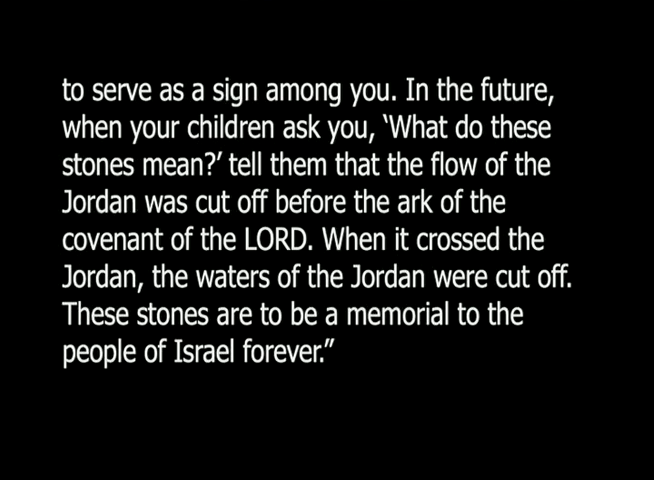 to serve as a sign among you. In the future,
when your children ask you, ‘What do these
stones mean?’ tell them that the flow of the
Jordan was cut off before the ark of the
covenant of the LORD. When it crossed the
Jordan, the waters of the Jordan were cut off.
These stones are to be a memorial to the
people of Israel forever.”